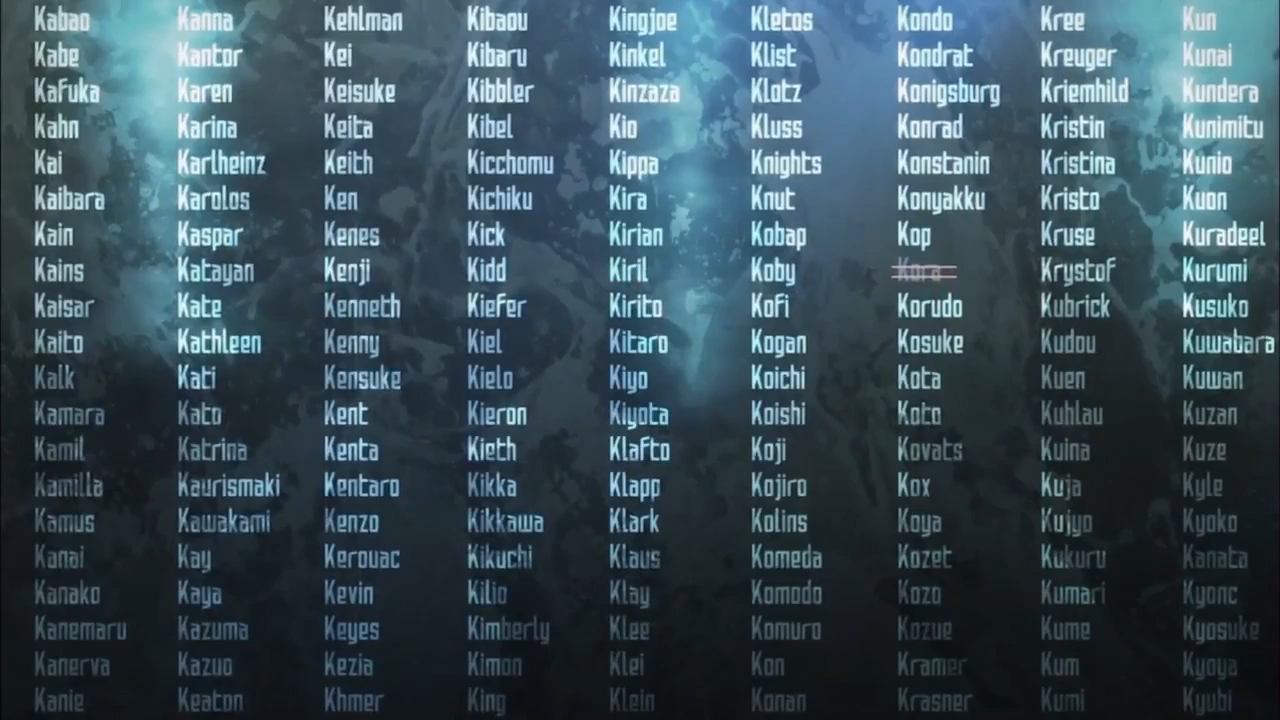 Kabao Kanna Kehlman Kibaou Kingjoe Kletos Kondo Kree Kun
Kabe Kantor Kei Kibaru Kinkel Klist Kondrat Kreuger Kunai
Kafuka Karen Keisuke Kibbler Kinzaza Klotz Konigsburg Kriemhild Kundera
Kahn Karina Keita Kibel Kio Kluss Konrad Kristin Kunimitu
Kai Karlheinz Keith Kicchomu Kippa Knights Konstanin Kristina Kunio
Kaibara Karolos Ken Kichiku Kira Knut Konyakku Kristo Kuon
Kain Kaspar Kenes Kick Kirian Kobap Kop Kruse Kuradeel
Kains Katayan Kenji Kidd Kiril Koby Krystof Kurumi
Kaisar Kate Kenneth Kiefer Kirito Kofi Korudo Kubrick Kusuko
Kaito Kathleen Kenny Kiel Kitaro Kogan Kosuke Kudou Kuwabara
Kalk Kati Kensuke Kielo Kiyo Koichi Kota Kuen Kuwan
Kamara Kato Kent Kieron Kiyota Koishi Koto Kuhlau Kuzan
Kamil Katrina Kenta Kieth Klafto Koji Kovats Kuina Kuze
Kamilla Kaurismaki Kentaro Kikka Klapp Kojiro Kox Kuja Kyle
Kamus Kawakami Kenzo Kikkawa Klark Kolins Koya Kujyo Kyoko
Kanai Kay Kerouac Kikuchi Klaus Komeda Kozet Kukuru Kanata
Kanako Kaya Kevin Kilio Klay Komodo Kozo Kumari Kyonc
Kanemaru Kazuma Keyes Kimberly Klee Komuro Kozue Kume Kyosuke
Kanerva Kazuo Kezia Kimon Klei Kon Kramer Kum Kyoya
Kanie Keaton Khmer King Klein Konan Krasner Kumi Kyubi